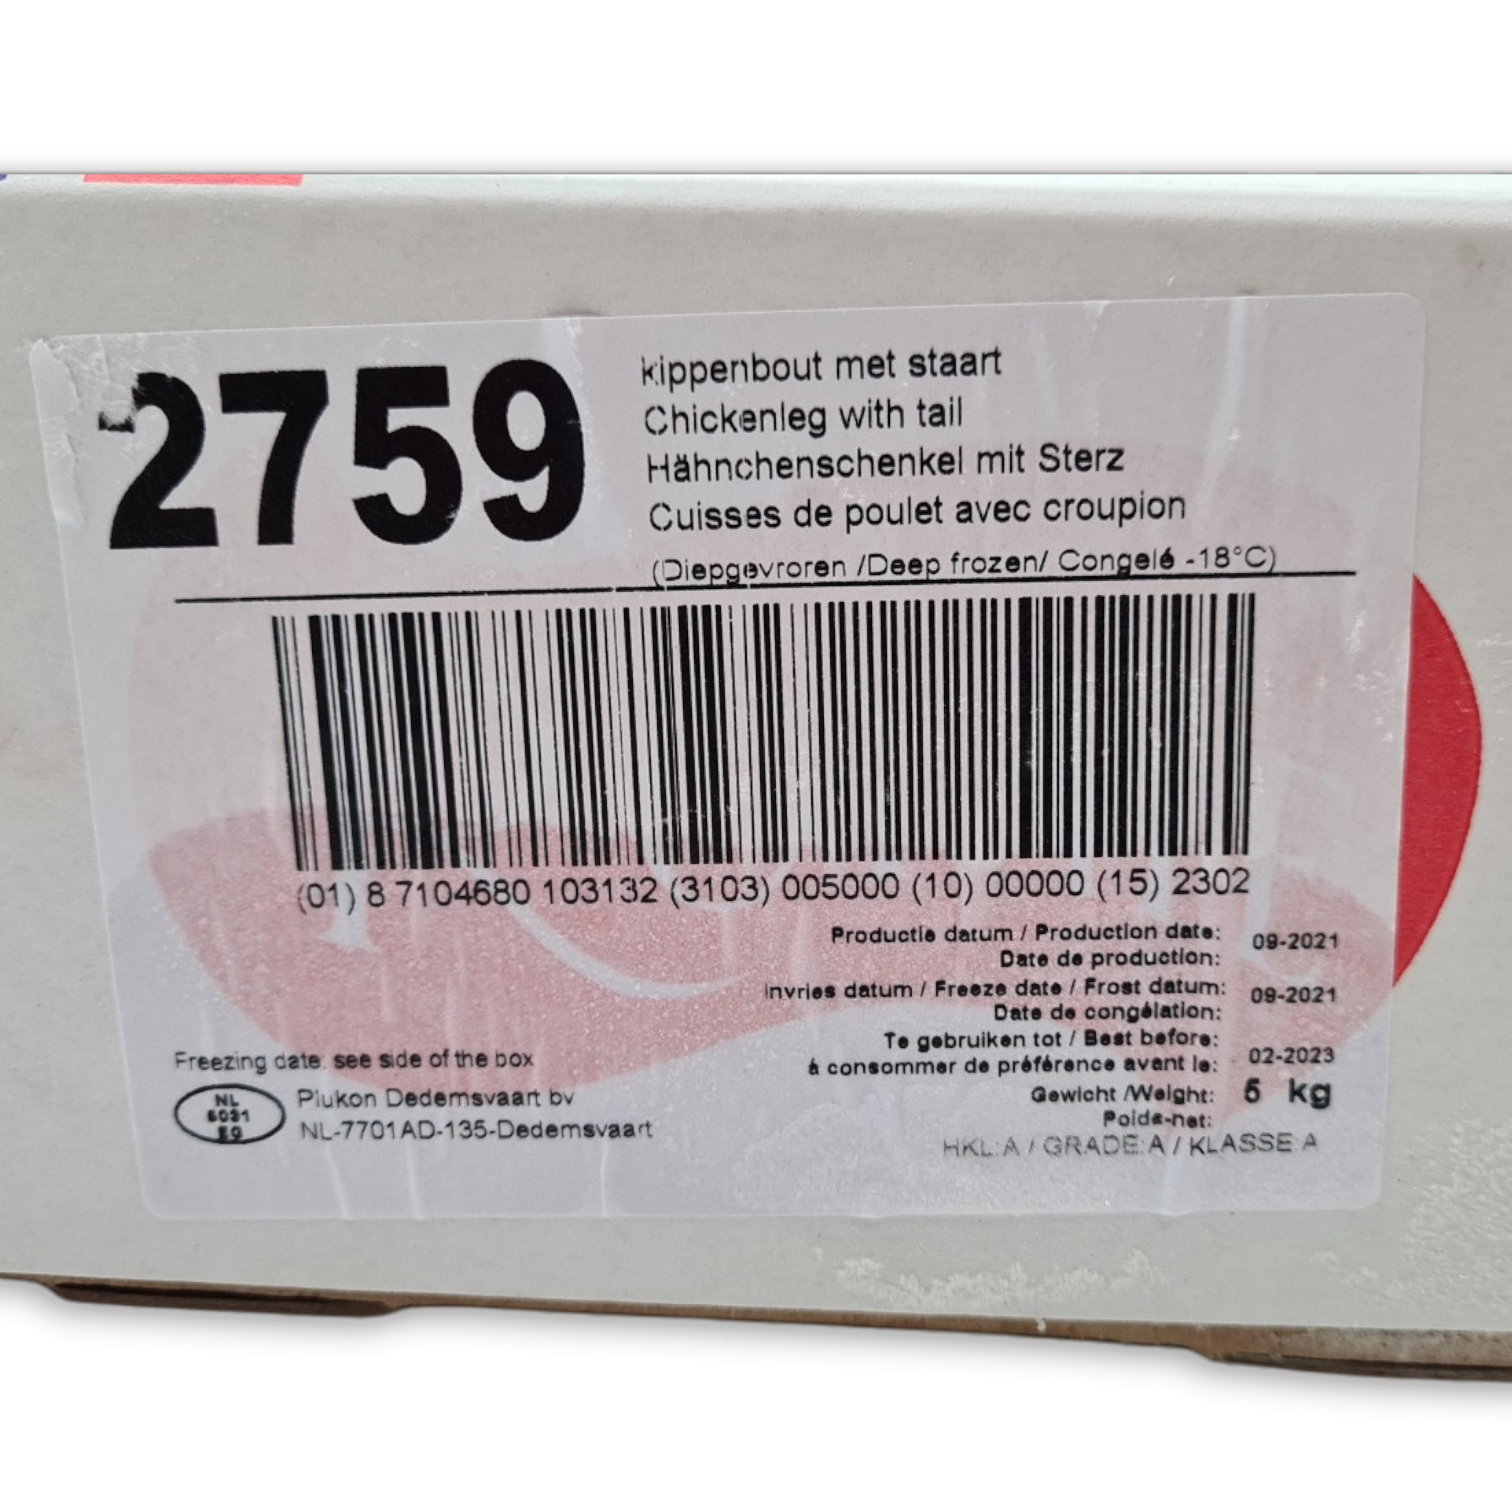 2759
kippenbout met staart
Chickenleg with tail
Hähnchenschenkel mit Sterz
Cuisses de poulet avec croupion
(Diepgevroren /Deep frozen/ Congelé -18°C)
(01) 8 7104680 103132 (3103) 005000 (10) 00000 (15) 2302
Productie datum / Production date: 09-2021
Date de production:
Invries datum / Freeze date / Frost datum: 09-2021
Date de congélation:
Te gebruiken tot / Best before: 02-2023
á consommer de préférence avant le:
Gewicht /Weight: 5 kg
Poids-net:
HKL:A / GRADE:A / KLASSE:A
Freezing date: see side of the box
NL
EG
Plukon Dedemsvaart bv
NL-7701AD-135-Dedemsvaart